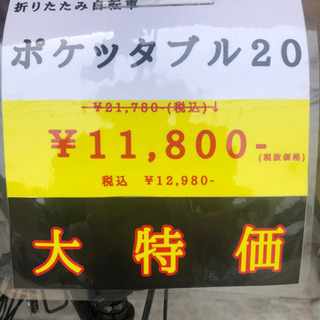 折りたたみ自転車
ポケッタブル20
¥21,780-(税込)↓
¥11,800-(税抜価格)
税込 ¥12,980-
大特価